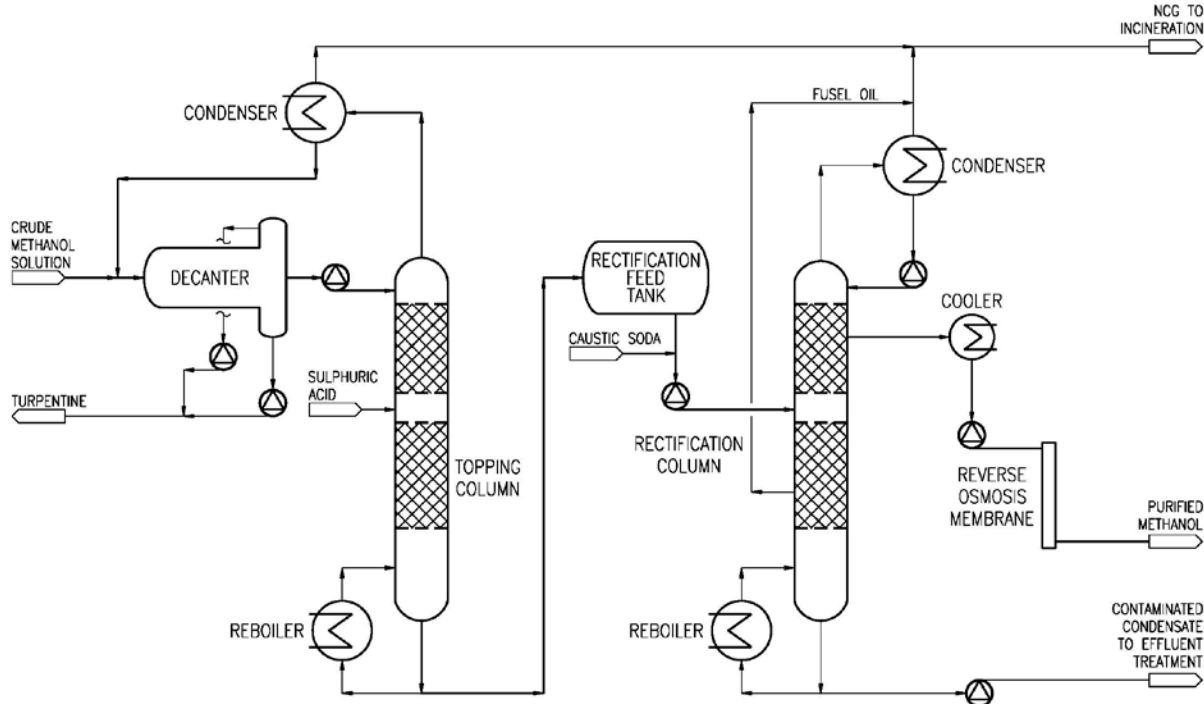 NCG TO
INCINERATION
FUSEL OIL
CONDENSER
CONDENSER
CRUDE
METHANOL
SOLUTION
DECANTER
RECTIFICATION
FEED
TANK
COOLER
CAUSTIC SODA
SULPHURIC
ACID
TURPENTINE
TOPPING
COLUMN
RECTIFICATION
COLUMN
REVERSE
OSMOSIS
MEMBRANE
PURIFIED
METHANOL
REBOILER
REBOILER
CONTAMINATED
CONDENSATE
TO EFFLUENT
TREATMENT